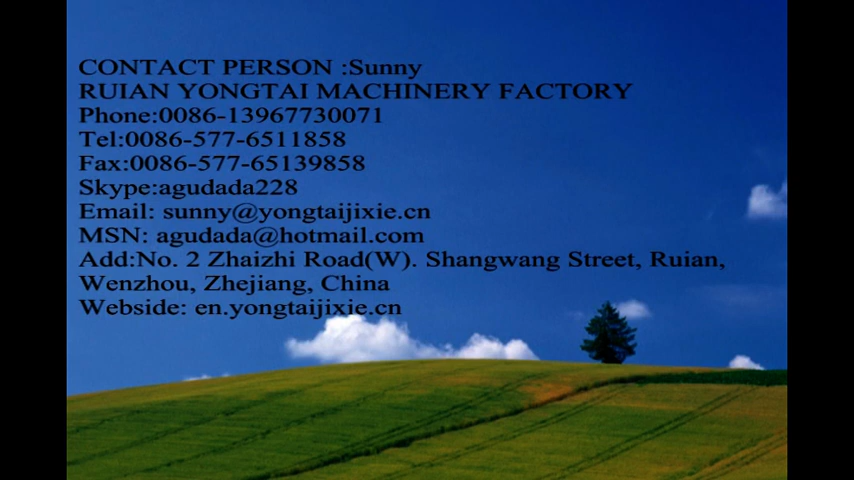 CONTACT PERSON :Sunny
RUIAN YONGTAI MACHINERY FACTORY
Phone:0086-13967730071
Tel:0086-577-6511858
Fax:0086-577-65139858
Skype:agudada228
Email: sunny@yongtaijixie.cn
MSN: agudada@hotmail.com
Add:No. 2 Zhaizhi Road(W). Shangwang Street, Ruian,
Wenzhou, Zhejiang, China
Webside: en.yongtaijixie.cn